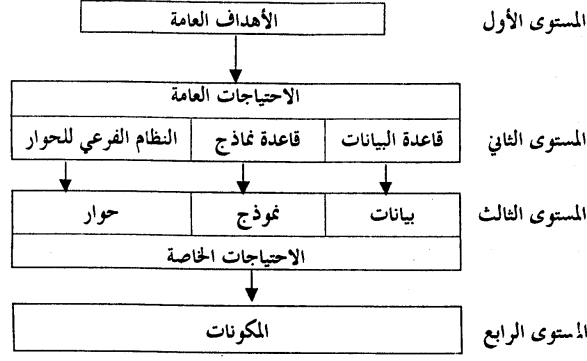 المستوى الأول
الأهداف العامة
الاحتياجات العامة
المستوى الثاني
قاعدة البيانات
قاعدة نماذج
النظام الفرعي للحوار
المستوى الثالث
بيانات
نموذج
حوار
الاحتياجات الخاصة
المستوى الرابع
المكونات